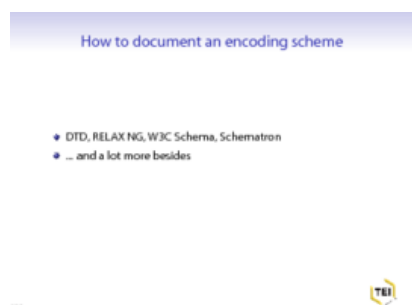 How to document an encoding scheme
DTD, RELAX NG, W3C Schema, Schematron
... and a lot more besides
TEI